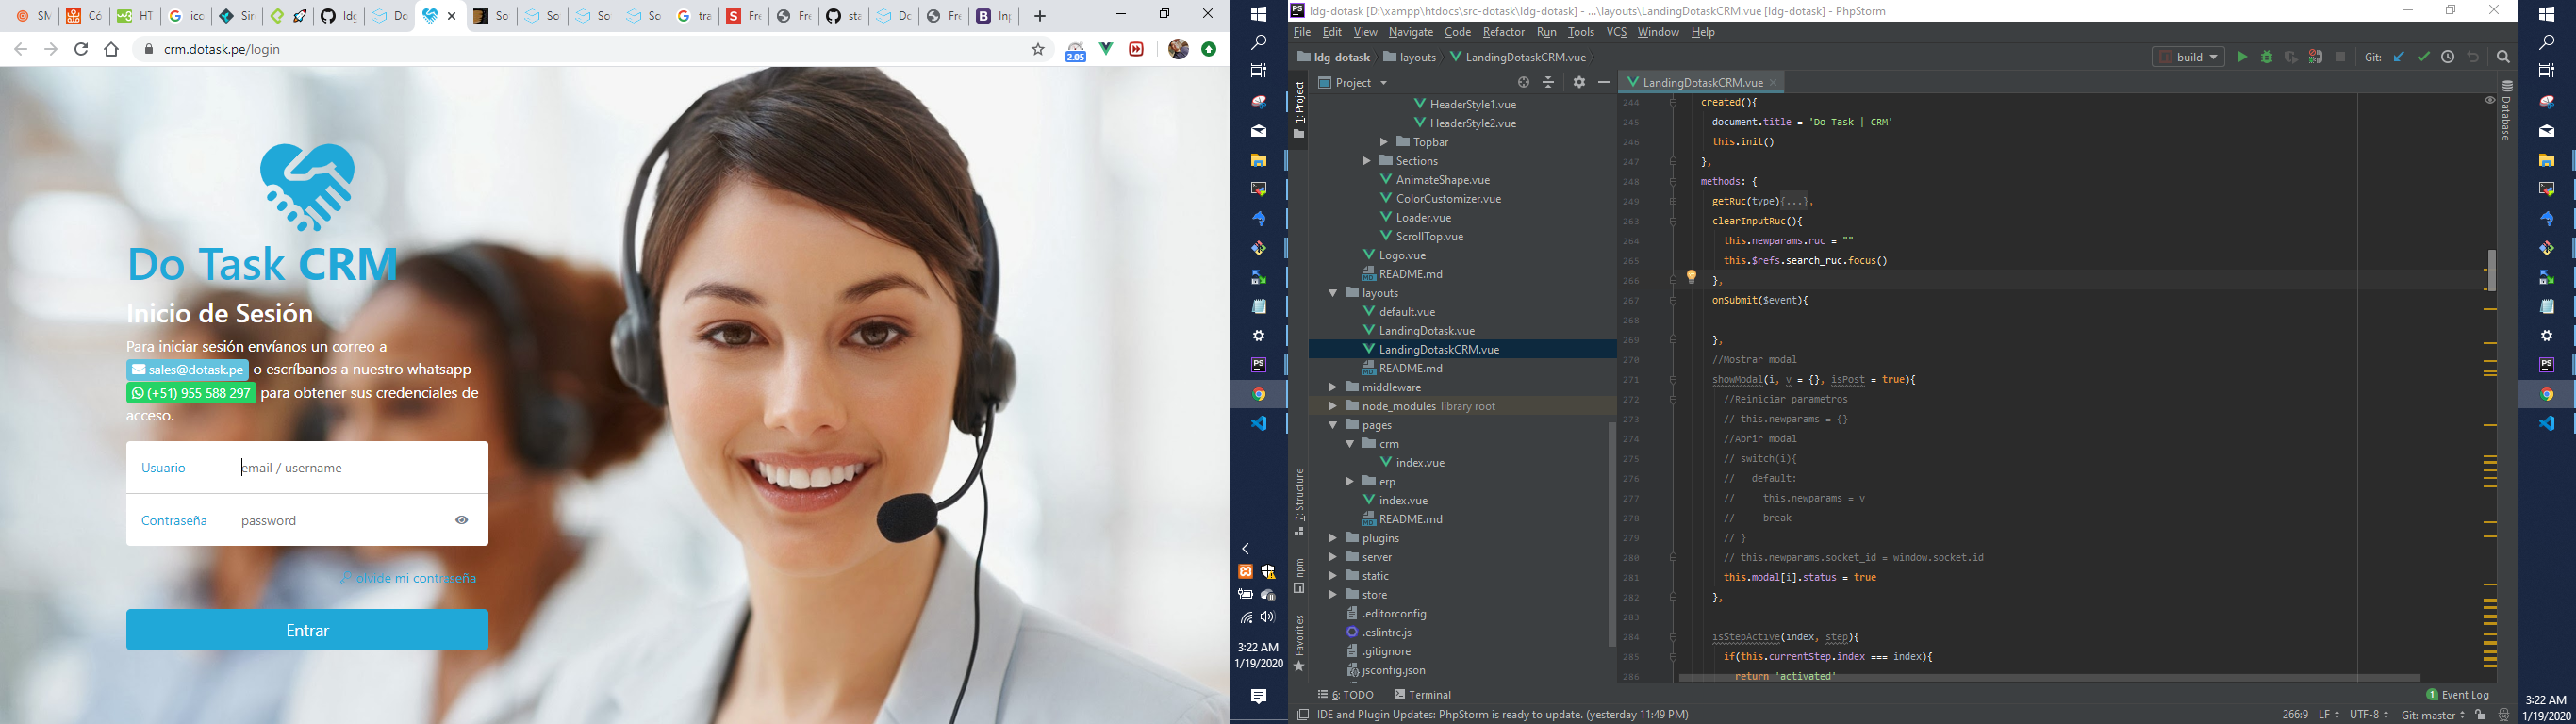 SM
Có
HT
icc
Sir
ldg
Do
So
So
So
So
tra
Fre
Fre
sta
Do
Fre
Inp
crm.dotask.pe/login
2.05
Do Task CRM
Inicio de Sesión
Para iniciar sesión envíanos un correo a
sales@dotask.pe o escríbanos a nuestro whatsapp
(+51) 955 588 297 para obtener sus credenciales de
acceso.
Usuario email / username
Contraseña password
olvide mi contraseña
Entrar
3:22 AM
1/19/2020
ldg-dotask [D:\xampp\htdocs\src-dotask\ldg-dotask] - ...\layouts\LandingDotaskCRM.vue [ldg-dotask] - PhpStorm
File Edit View Navigate Code Refactor Run Tools VCS Window Help
ldg-dotask layouts LandingDotaskCRM.vue
build Git:
1: Project
Project
HeaderStyle1.vue
HeaderStyle2.vue
Topbar
Sections
AnimateShape.vue
ColorCustomizer.vue
Loader.vue
ScrollTop.vue
Logo.vue
README.md
layouts
default.vue
LandingDotask.vue
LandingDotaskCRM.vue
README.md
middleware
node_modules library root
pages
crm
index.vue
erp
index.vue
README.md
plugins
server
static
store
.editorconfig
.eslintrc.js
.gitignore
jsconfig.json
Z: Structure
npm
Favorites
LandingDotaskCRM.vue
244 created(){
245 document.title = 'Do Task | CRM'
246 this.init()
247 },
248 methods: {
249 getRuc(type){...},
263 clearInputRuc(){
264 this.newparams.ruc = ""
265 this.$refs.search_ruc.focus()
266 },
267 onSubmit($event){
268
269 },
270 //Mostrar modal
271 showModal(i, v = {}, isPost = true){
272 //Reiniciar parametros
273 // this.newparams = {}
274 //Abrir modal
275 // switch(i){
276 // default:
277 // this.newparams = v
278 // break
279 // }
280 // this.newparams.socket_id = window.socket.id
281 this.modal[i].status = true
282 },
283
284 isStepActive(index, step){
285 if(this.currentStep.index === index){
286 return 'activated'
Database
6: TODO Terminal
1 Event Log
IDE and Plugin Updates: PhpStorm is ready to update. (yesterday 11:49 PM)
266:9 LF UTF-8 Git: master
3:22 AM
1/19/2020